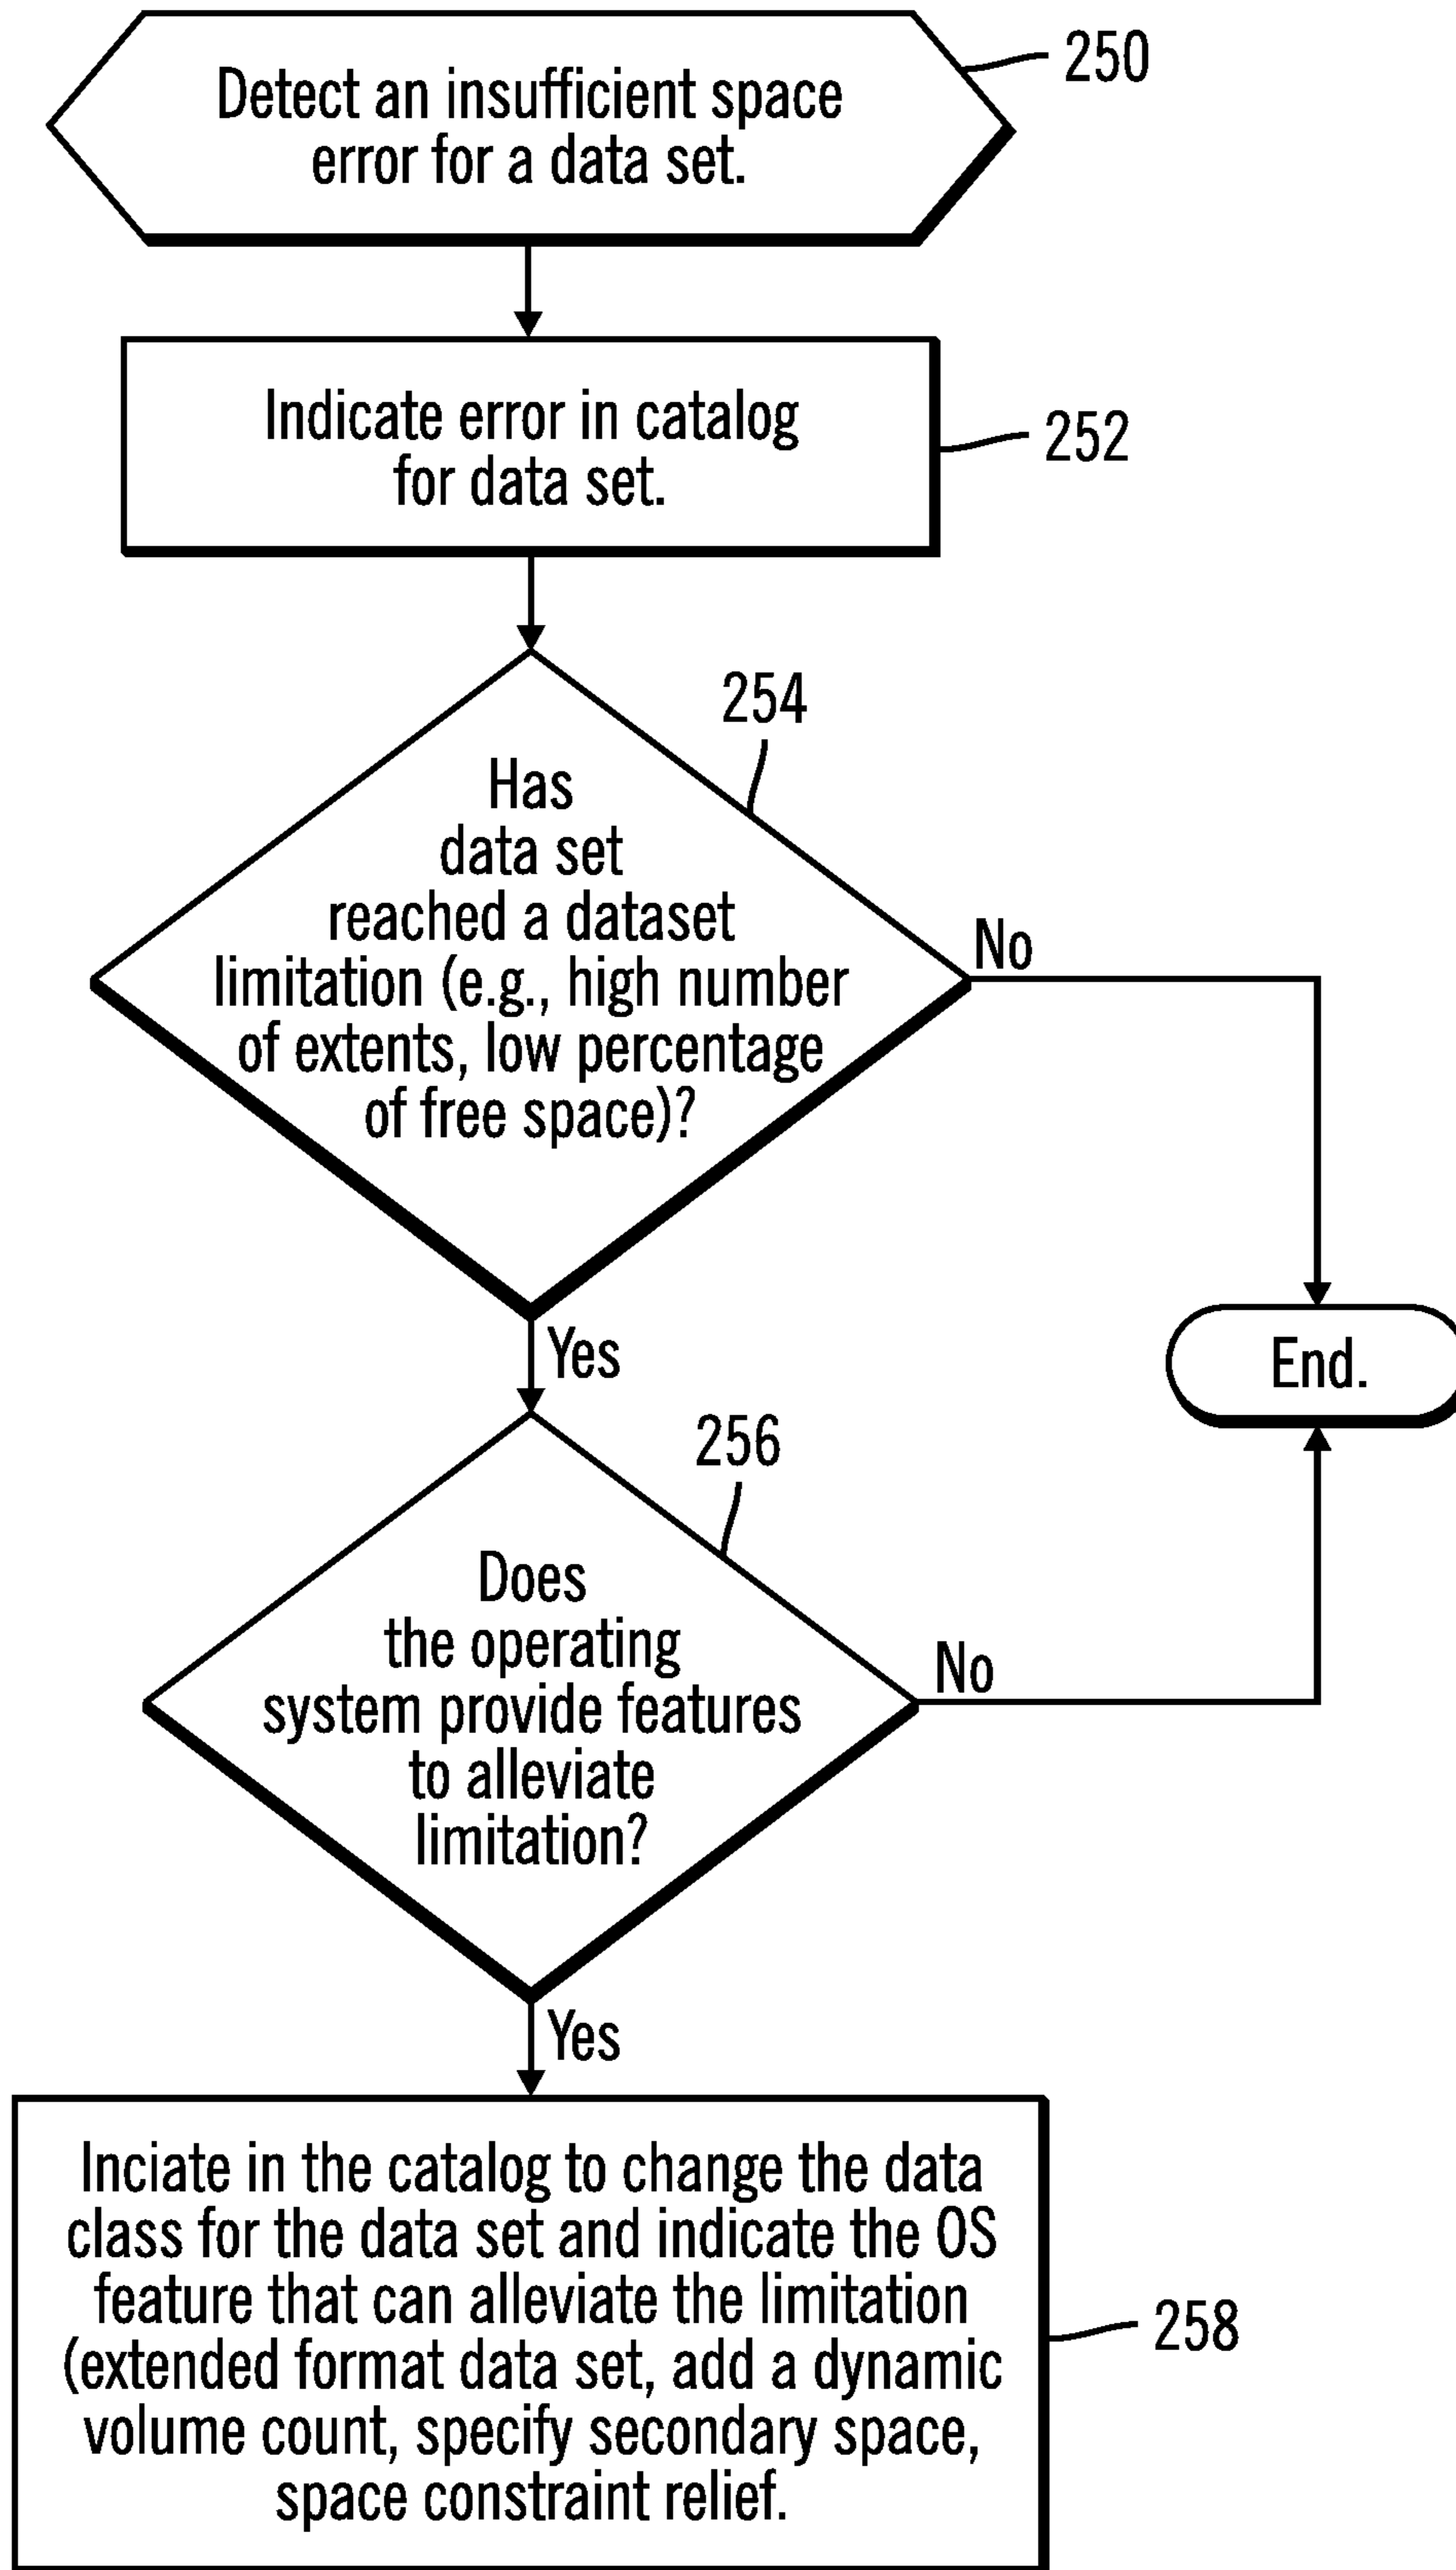 Detect an insufficient space
error for a data set.
250
Indicate error in catalog
for data set.
252
254
Has
data set
reached a dataset
limitation (e.g., high number
of extents, low percentage
of free space)?
No
Yes
End.
256
Does
the operating
system provide features
to alleviate
limitation?
No
Yes
Inciate in the catalog to change the data
class for the data set and indicate the OS
feature that can alleviate the limitation
(extended format data set, add a dynamic
volume count, specify secondary space,
space constraint relief.
258